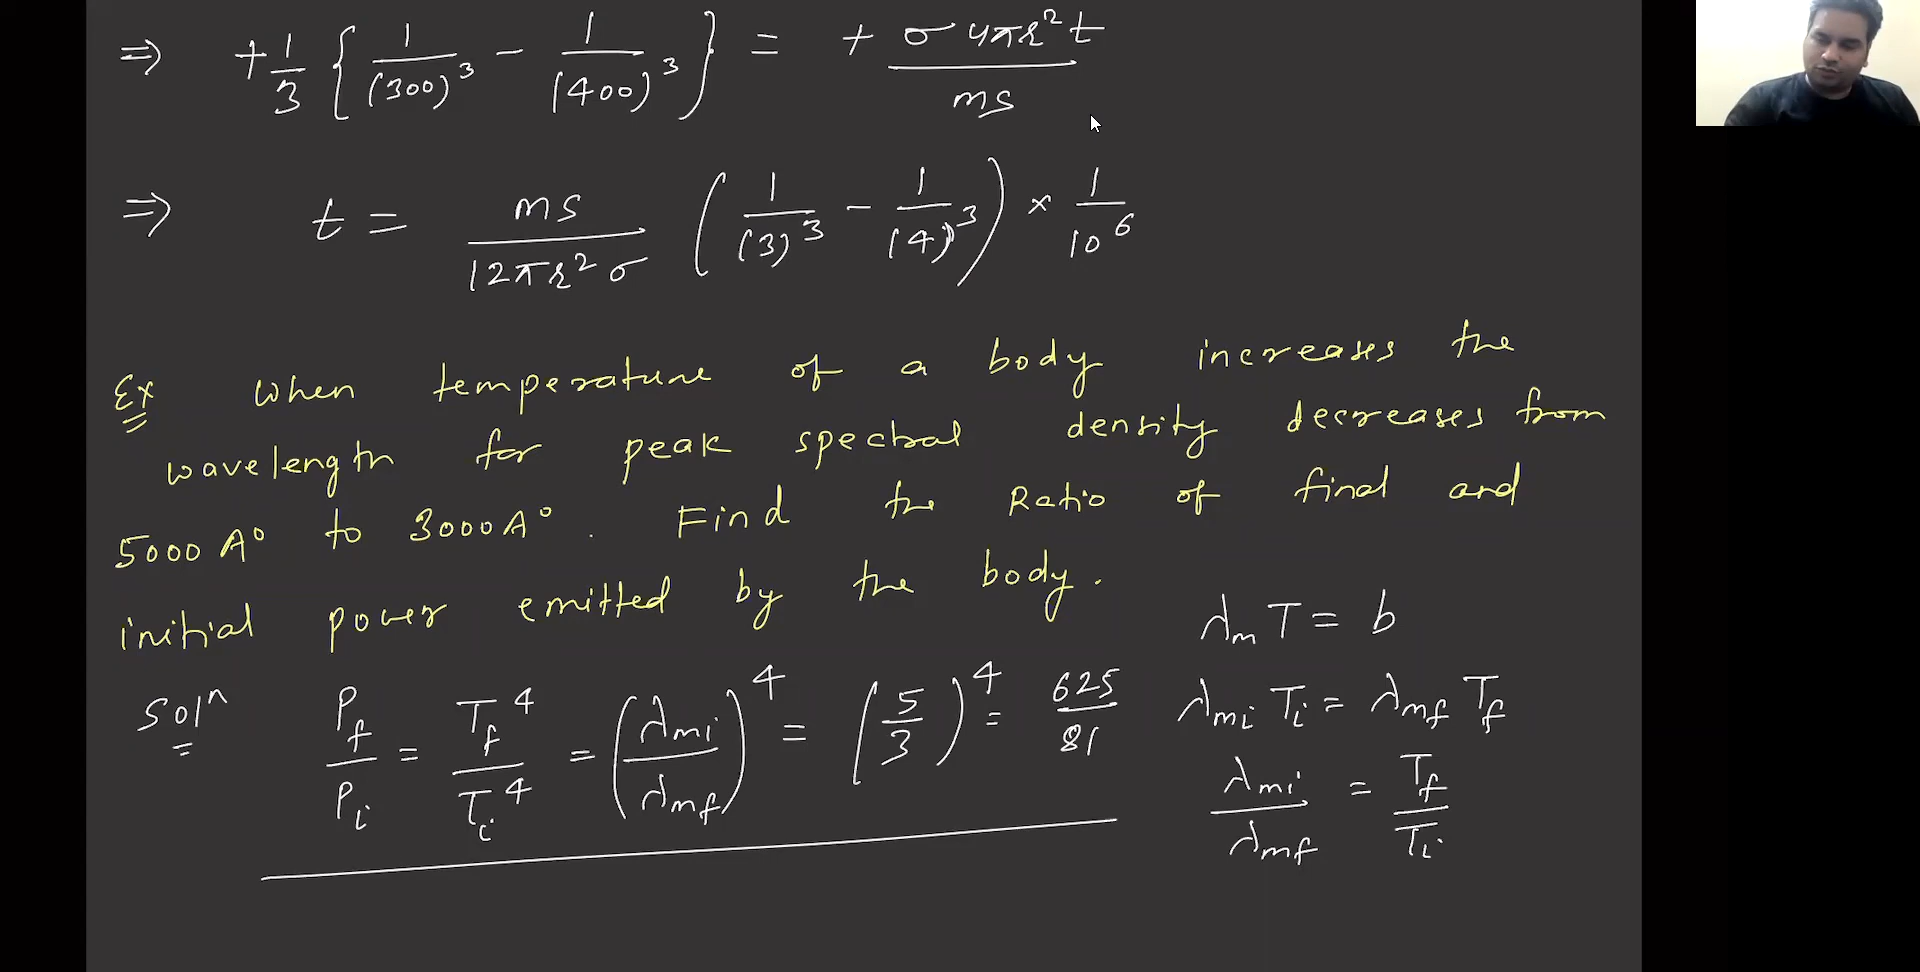 ⇒ +1/3 { 1/(300)³ − 1/(400)³ } = + σ 4πr² t / ms
⇒ t = ms / 12πr² σ ( 1/(3)³ − 1/(4)³ ) × 1/10⁶
Ex When temperature of a body increases the
wavelength for peak spectral density decreases from
5000 A° to 3000 A° . Find the Ratio of final and
initial power emitted by the body .
λm T = b
Solⁿ Pf/Pi = Tf⁴/Ti⁴ = (λmi/λmf)⁴ = (5/3)⁴ = 625/81
λmi Ti = λmf Tf
λmi/λmf = Tf/Ti